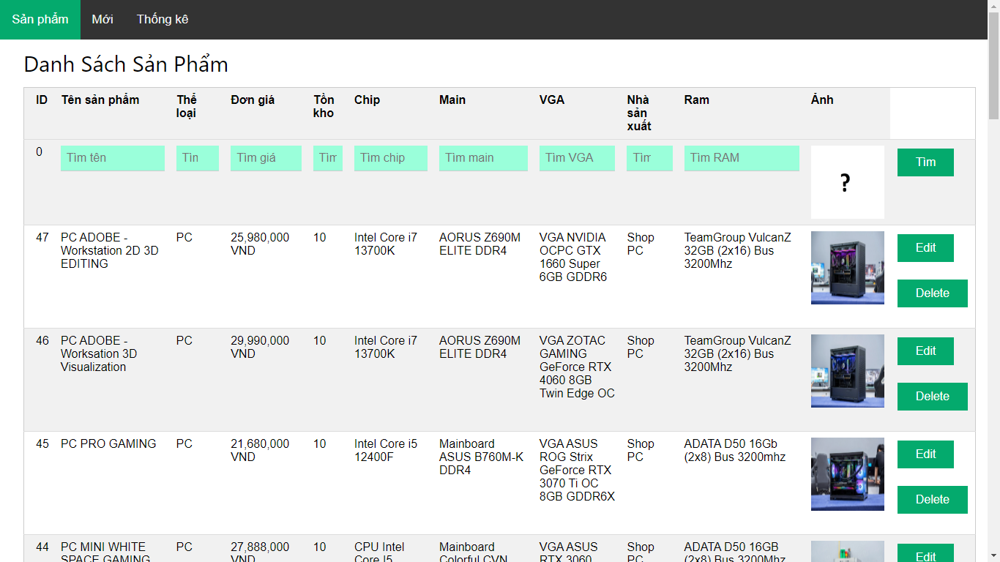 Sản phẩm Mới Thống kê
Danh Sách Sản Phẩm
ID Tên sản phẩm Thể loại Đơn giá Tồn kho Chip Main VGA Nhà sản xuất Ram Ảnh
0 Tìm tên Tìm Tìm giá Tìm Tìm chip Tìm main Tìm VGA Tìm Tìm RAM ? Tìm
47 PC ADOBE - Workstation 2D 3D EDITING PC 25,980,000 VND 10 Intel Core i7 13700K AORUS Z690M ELITE DDR4 VGA NVIDIA OCPC GTX 1660 Super 6GB GDDR6 Shop PC TeamGroup VulcanZ 32GB (2x16) Bus 3200Mhz Edit
Delete
46 PC ADOBE - Worksation 3D Visualization PC 29,990,000 VND 10 Intel Core i7 13700K AORUS Z690M ELITE DDR4 VGA ZOTAC GAMING GeForce RTX 4060 8GB Twin Edge OC Shop PC TeamGroup VulcanZ 32GB (2x16) Bus 3200Mhz Edit
Delete
45 PC PRO GAMING PC 21,680,000 VND 10 Intel Core i5 12400F Mainboard ASUS B760M-K DDR4 VGA ASUS ROG Strix GeForce RTX 3070 Ti OC 8GB GDDR6X Shop PC ADATA D50 16Gb (2x8) Bus 3200mhz Edit
Delete
44 PC MINI WHITE SPACE GAMING PC 27,888,000 VND 10 CPU Intel Core I5 Mainboard Colorful CVN VGA ASUS RTX 3060 Shop PC ADATA D50 16GB (2x8) Bus 3200Mhz Edit